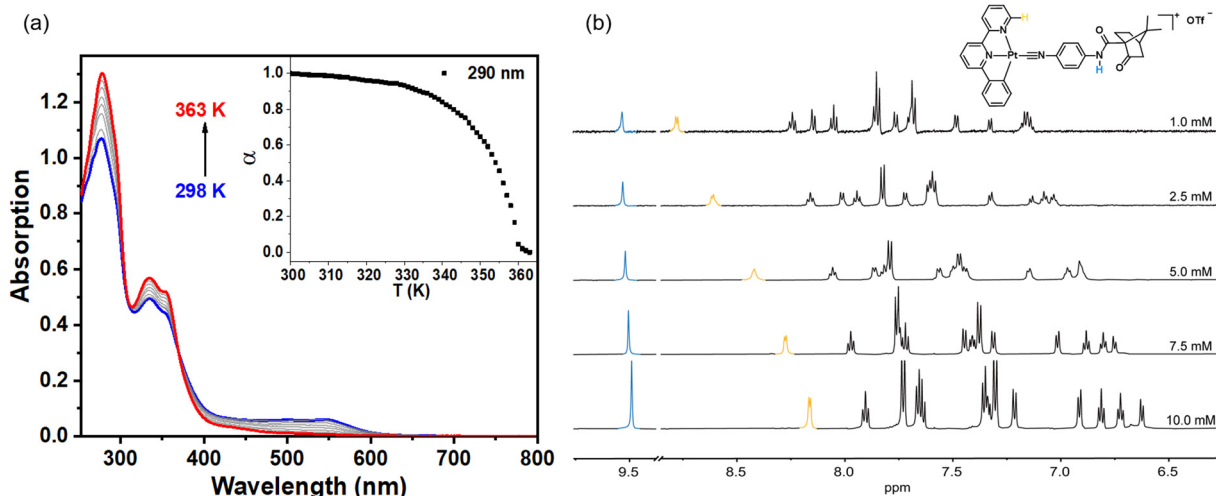 (a)
Absorption
1.2
1.0
0.8
0.6
0.4
0.2
0.0
300
400
500
600
700
800
Wavelength (nm)
363 K
298 K
290 nm
α
1.0
0.8
0.6
0.4
0.2
0.0
300
310
320
330
340
350
360
T (K)
(b)
H
N
N
Pt
CN
N
H
O
O
+
OTf −
1.0 mM
2.5 mM
5.0 mM
7.5 mM
10.0 mM
9.5
8.5
8.0
7.5
7.0
6.5
ppm